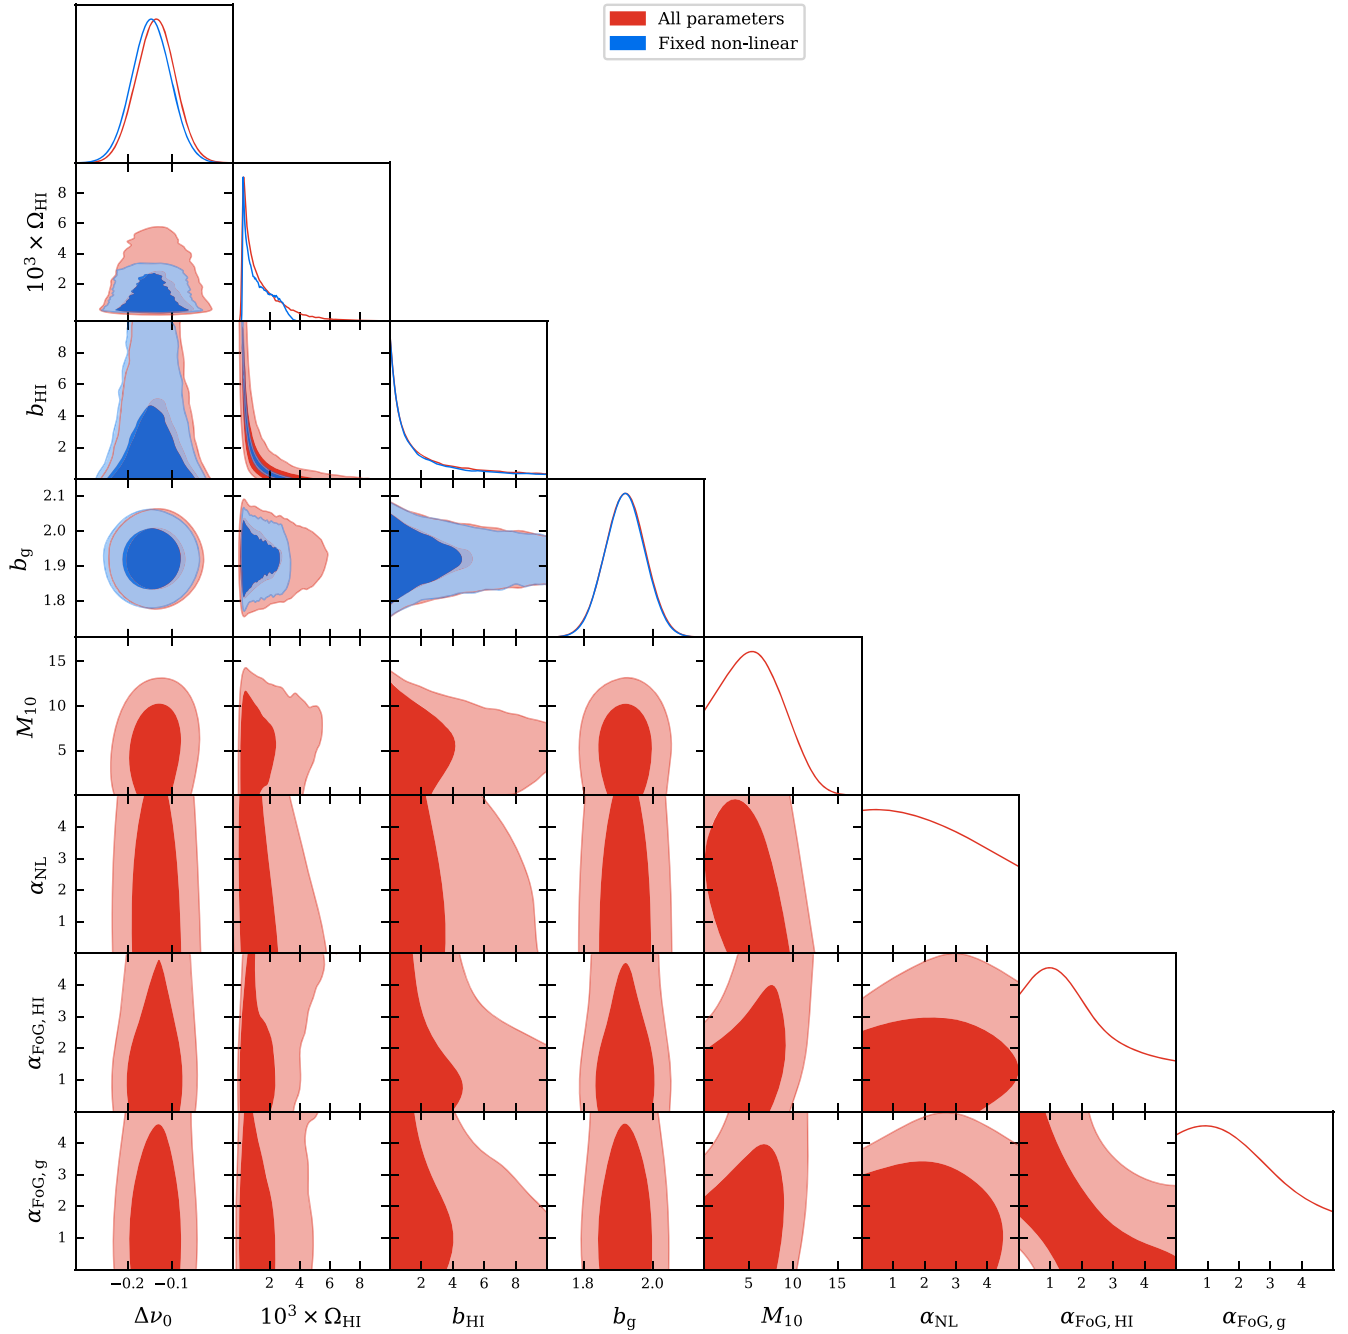 All parameters
Fixed non-linear
8
6
4
2
10³ × Ω_HI
8
6
4
2
b_HI
2.1
2.0
1.9
1.8
b_g
15
10
5
M_10
4
3
2
1
α_NL
4
3
2
1
α_FoG, HI
4
3
2
1
α_FoG, g
−0.2 −0.1 2 4 6 8 2 4 6 8 1.8 2.0 5 10 15 1 2 3 4 1 2 3 4 1 2 3 4
Δν_0 10³ × Ω_HI b_HI b_g M_10 α_NL α_FoG, HI α_FoG, g